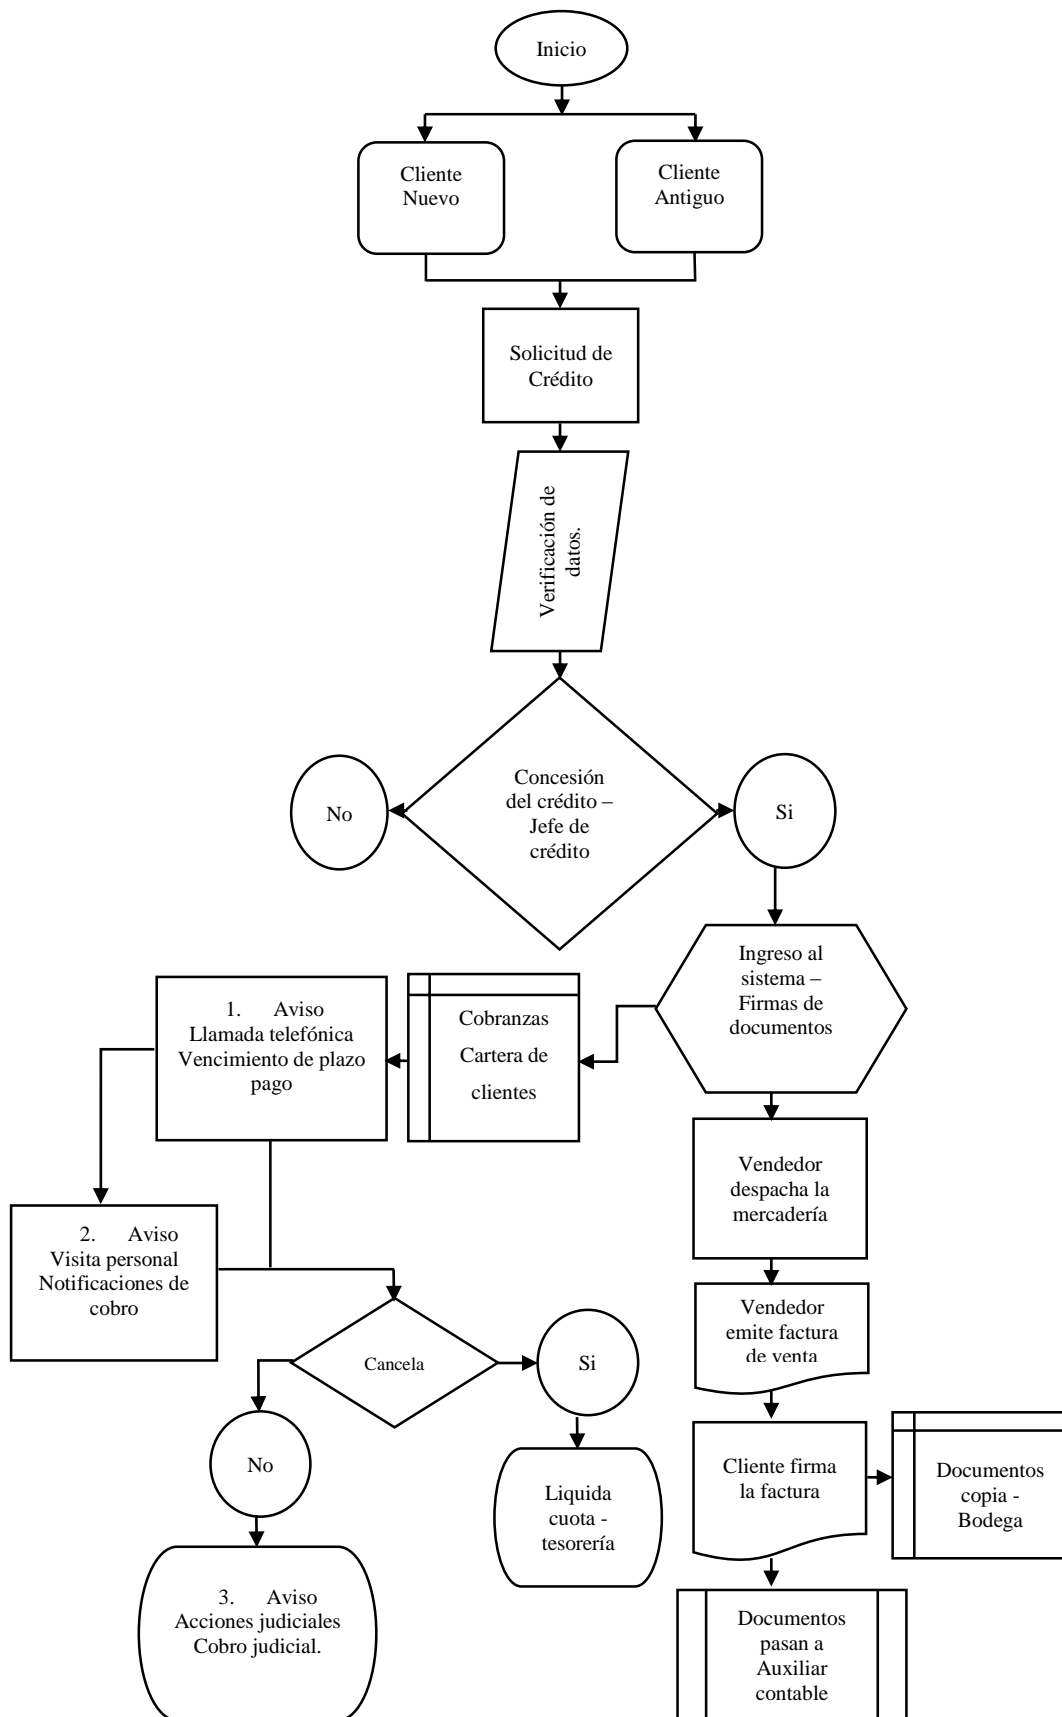 Inicio
Cliente
Nuevo
Cliente
Antiguo
Solicitud de
Crédito
Verificación de
datos.
Concesión
del crédito –
Jefe de
crédito
No
Si
Ingreso al
sistema –
Firmas de
documentos
Cobranzas
Cartera de
clientes
1. Aviso
Llamada telefónica
Vencimiento de plazo
pago
2. Aviso
Visita personal
Notificaciones de
cobro
Vendedor
despacha la
mercadería
Vendedor
emite factura
de venta
Cancela
Si
No
Cliente firma
la factura
Documentos
copia -
Bodega
Liquida
cuota -
tesorería
3. Aviso
Acciones judiciales
Cobro judicial.
Documentos
pasan a
Auxiliar
contable